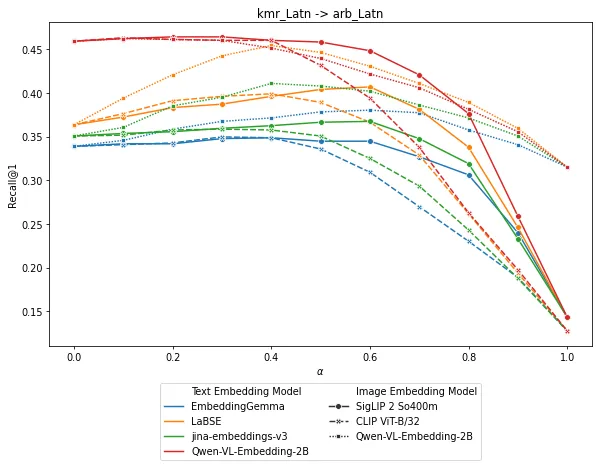 kmr_Latn -> arb_Latn
Recall@1
0.45
0.40
0.35
0.30
0.25
0.20
0.15
0.0 0.2 0.4 0.6 0.8 1.0
α
Text Embedding Model
EmbeddingGemma
LaBSE
jina-embeddings-v3
Qwen-VL-Embedding-2B
Image Embedding Model
SigLIP 2 So400m
CLIP ViT-B/32
Qwen-VL-Embedding-2B